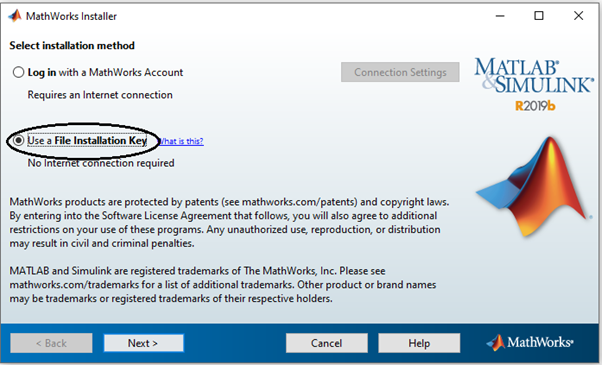 MathWorks Installer
Select installation method
Log in with a MathWorks Account
Connection Settings
Requires an Internet connection
MATLAB®
&SIMULINK®
R2019b
Use a File Installation Key
What is this?
No Internet connection required
MathWorks products are protected by patents (see mathworks.com/patents) and copyright laws.
By entering into the Software License Agreement that follows, you will also agree to additional
restrictions on your use of these programs. Any unauthorized use, reproduction, or distribution
may result in civil and criminal penalties.
MATLAB and Simulink are registered trademarks of The MathWorks, Inc. Please see
mathworks.com/trademarks for a list of additional trademarks. Other product or brand names
may be trademarks or registered trademarks of their respective holders.
< Back
Next >
Cancel
Help
MathWorks®